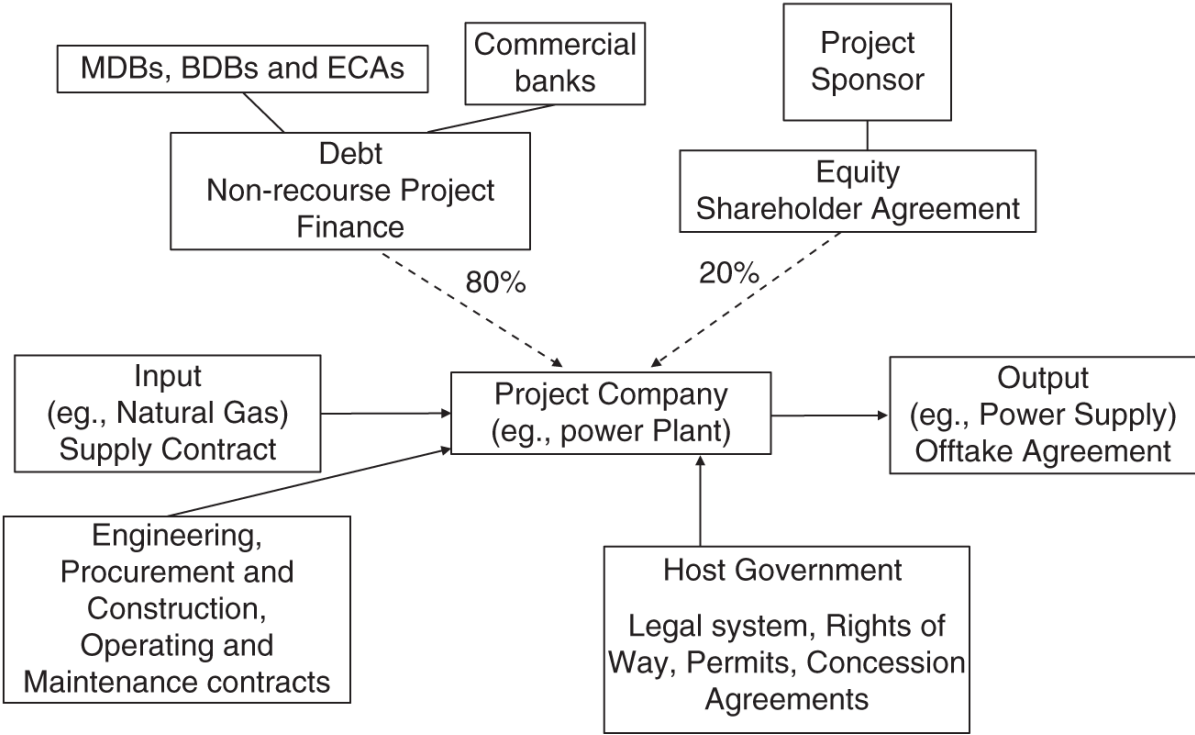 MDBs, BDBs and ECAs
Commercial
banks
Project
Sponsor
Debt
Non-recourse Project
Finance
Equity
Shareholder Agreement
80%
20%
Input
(eg., Natural Gas)
Supply Contract
Project Company
(eg., power Plant)
Output
(eg., Power Supply)
Offtake Agreement
Engineering,
Procurement and
Construction,
Operating and
Maintenance contracts
Host Government
Legal system, Rights of
Way, Permits, Concession
Agreements